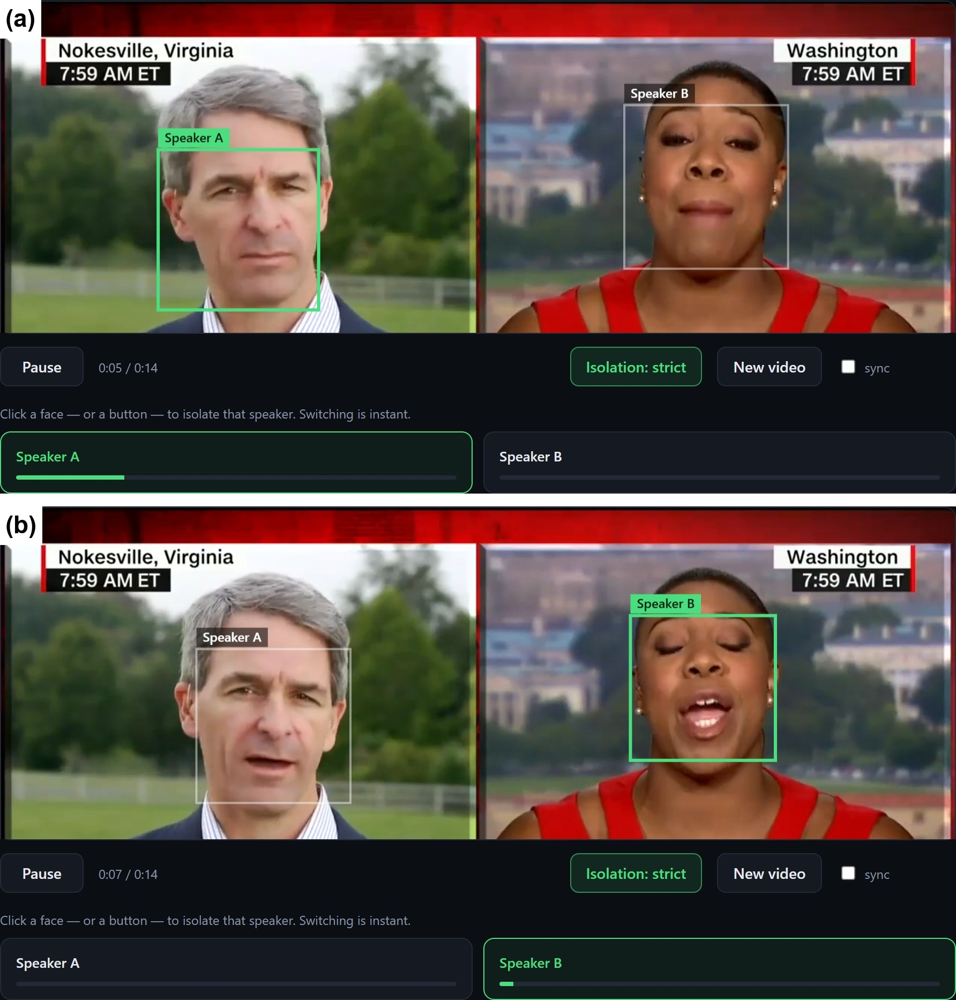 (a)
Nokesville, Virginia
7:59 AM ET
Washington
7:59 AM ET
Speaker A
Speaker B
Pause
0:05 / 0:14
Isolation: strict
New video
sync
Click a face — or a button — to isolate that speaker. Switching is instant.
Speaker A
Speaker B
(b)
Nokesville, Virginia
7:59 AM ET
Washington
7:59 AM ET
Speaker A
Speaker B
Pause
0:07 / 0:14
Isolation: strict
New video
sync
Click a face — or a button — to isolate that speaker. Switching is instant.
Speaker A
Speaker B